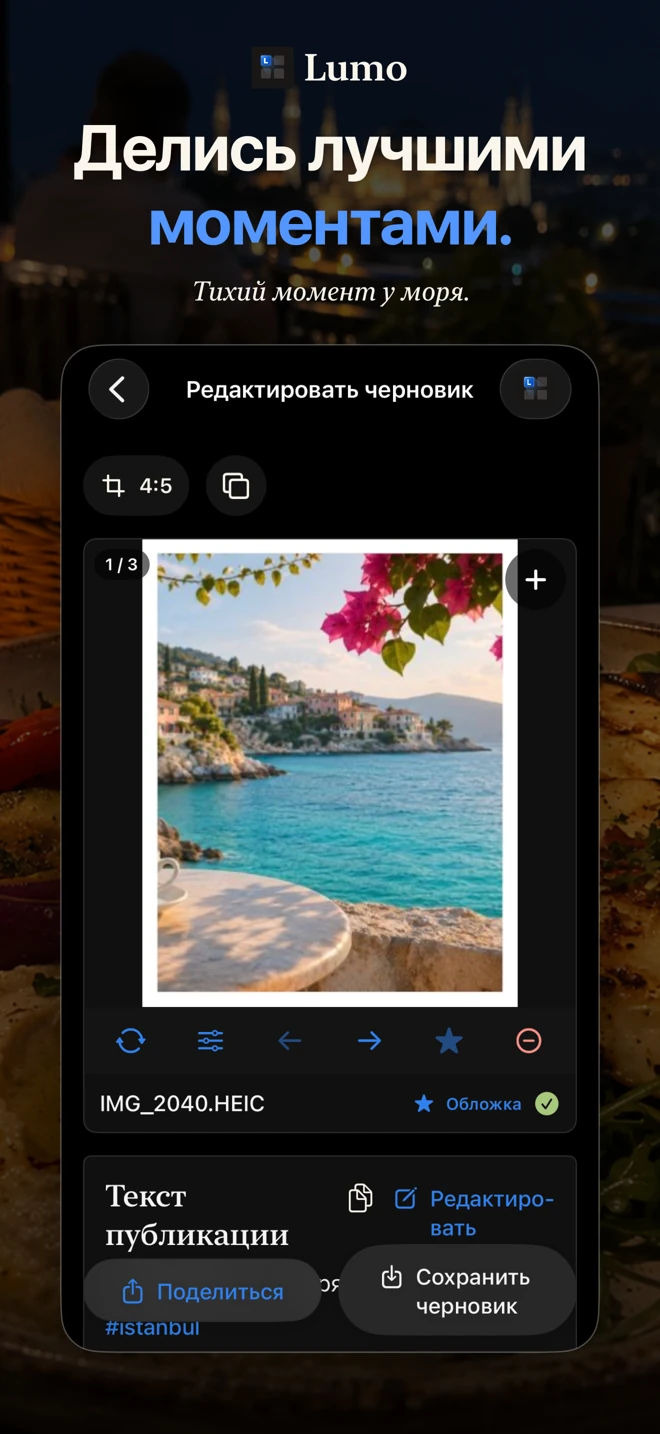 Lumo
Делись лучшими
моментами.
Тихий момент у моря.
Редактировать черновик
4:5
1 / 3
IMG_2040.HEIC
Обложка
Текст
публикации
Редактиро-
вать
Поделиться
Сохранить
черновик
#istanbul